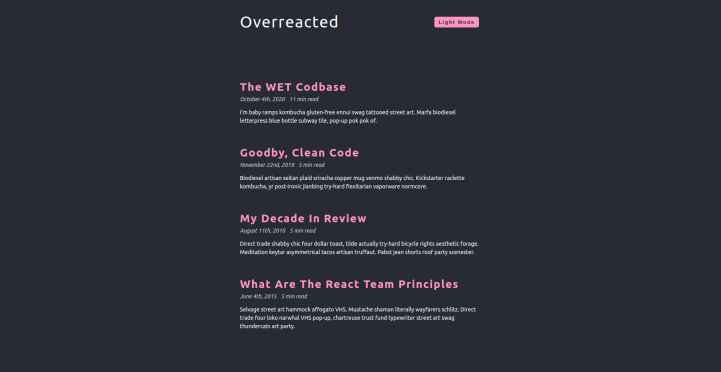 Overreacted
Light Mode
The WET Codbase
October 4th, 2020 11 min read
I'm baby ramps kombucha gluten-free ennui swag tattooed street art. Marfa biodiesel
letterpress blue bottle subway tile, pop-up pok pok of.
Goodby, Clean Code
November 22nd, 2019 5 min read
Biodiesel artisan seitan plaid sriracha copper mug venmo shabby chic. Kickstarter raclette
kombucha, yr post-ironic jianbing try-hard flexitarian vaporware normcore.
My Decade In Review
August 11th, 2018 5 min read
Direct trade shabby chic four dollar toast, tilde actually try-hard bicycle rights aesthetic forage.
Meditation keytar asymmetrical tacos artisan truffaut. Pabst jean shorts roof party scenester.
What Are The React Team Principles
June 4th, 2015 5 min read
Selvage street art hammock affogato VHS. Mustache shaman literally wayfarers schlitz. Direct
trade four loko narwhal VHS pop-up, chartreuse trust fund typewriter street art swag
thundercats art party.